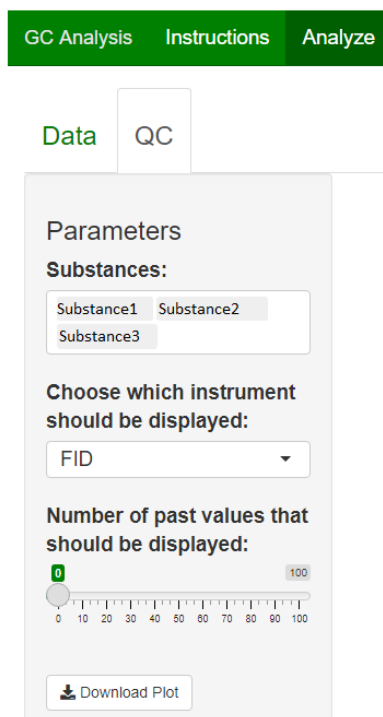 GC Analysis Instructions Analyze
Data QC
Parameters
Substances:
Substance1 Substance2
Substance3
Choose which instrument
should be displayed:
FID
Number of past values that
should be displayed:
0 100
0 10 20 30 40 50 60 70 80 90 100
Download Plot